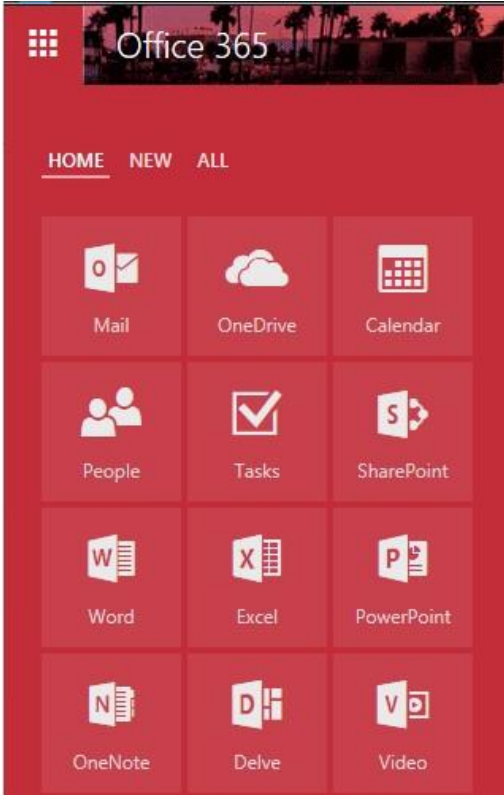 Office 365
HOME NEW ALL
Mail OneDrive Calendar
People Tasks SharePoint
Word Excel PowerPoint
OneNote Delve Video